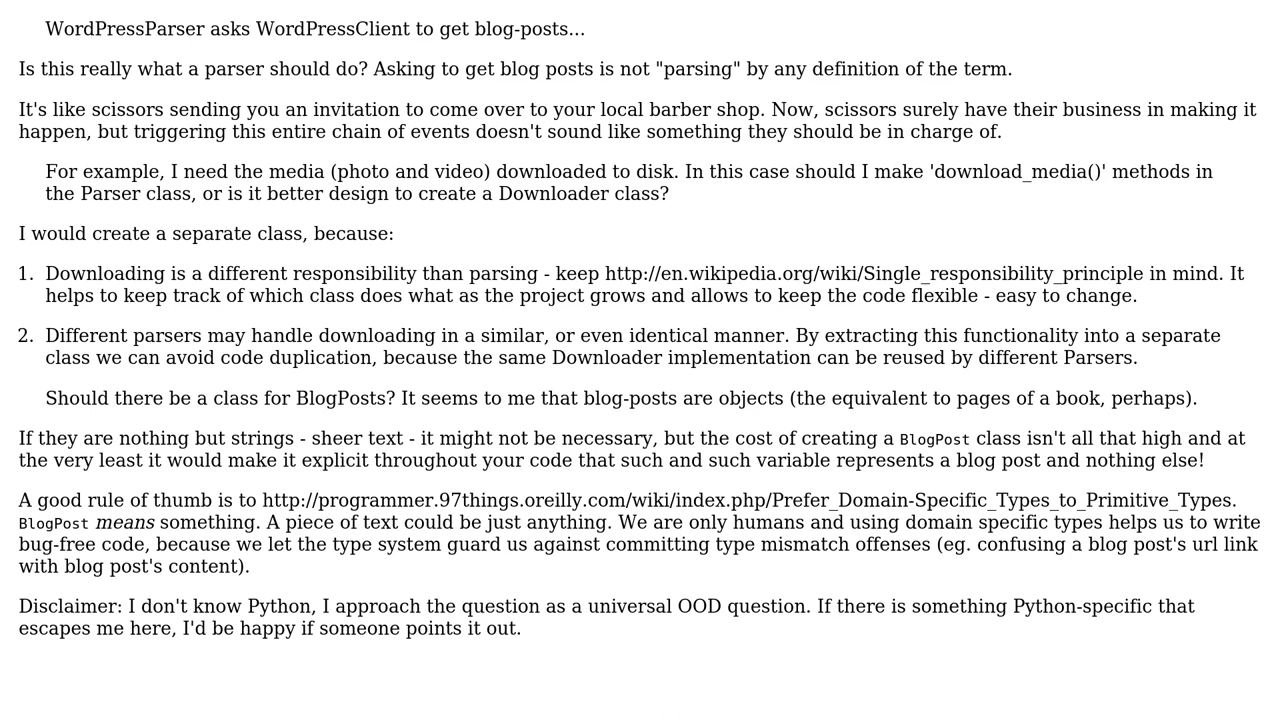 WordPressParser asks WordPressClient to get blog-posts...
Is this really what a parser should do? Asking to get blog posts is not "parsing" by any definition of the term.
It's like scissors sending you an invitation to come over to your local barber shop. Now, scissors surely have their business in making it
happen, but triggering this entire chain of events doesn't sound like something they should be in charge of.
For example, I need the media (photo and video) downloaded to disk. In this case should I make 'download_media()' methods in
the Parser class, or is it better design to create a Downloader class?
I would create a separate class, because:
1. Downloading is a different responsibility than parsing - keep http://en.wikipedia.org/wiki/Single_responsibility_principle in mind. It
helps to keep track of which class does what as the project grows and allows to keep the code flexible - easy to change.
2. Different parsers may handle downloading in a similar, or even identical manner. By extracting this functionality into a separate
class we can avoid code duplication, because the same Downloader implementation can be reused by different Parsers.
Should there be a class for BlogPosts? It seems to me that blog-posts are objects (the equivalent to pages of a book, perhaps).
If they are nothing but strings - sheer text - it might not be necessary, but the cost of creating a BlogPost class isn't all that high and at
the very least it would make it explicit throughout your code that such and such variable represents a blog post and nothing else!
A good rule of thumb is to http://programmer.97things.oreilly.com/wiki/index.php/Prefer_Domain-Specific_Types_to_Primitive_Types.
BlogPost means something. A piece of text could be just anything. We are only humans and using domain specific types helps us to write
bug-free code, because we let the type system guard us against committing type mismatch offenses (eg. confusing a blog post's url link
with blog post's content).
Disclaimer: I don't know Python, I approach the question as a universal OOD question. If there is something Python-specific that
escapes me here, I'd be happy if someone points it out.